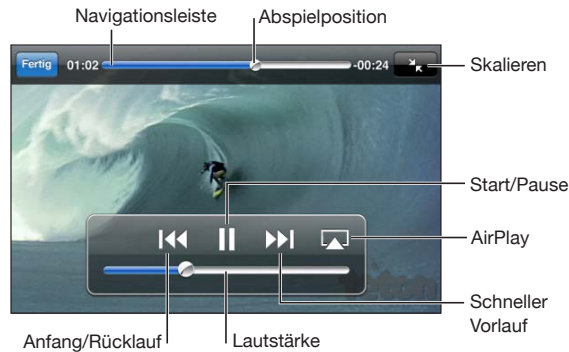 Navigationsleiste
Abspielposition
Fertig
01:02
-00:24
Skalieren
Start/Pause
AirPlay
Schneller
Vorlauf
Anfang/Rücklauf
Lautstärke